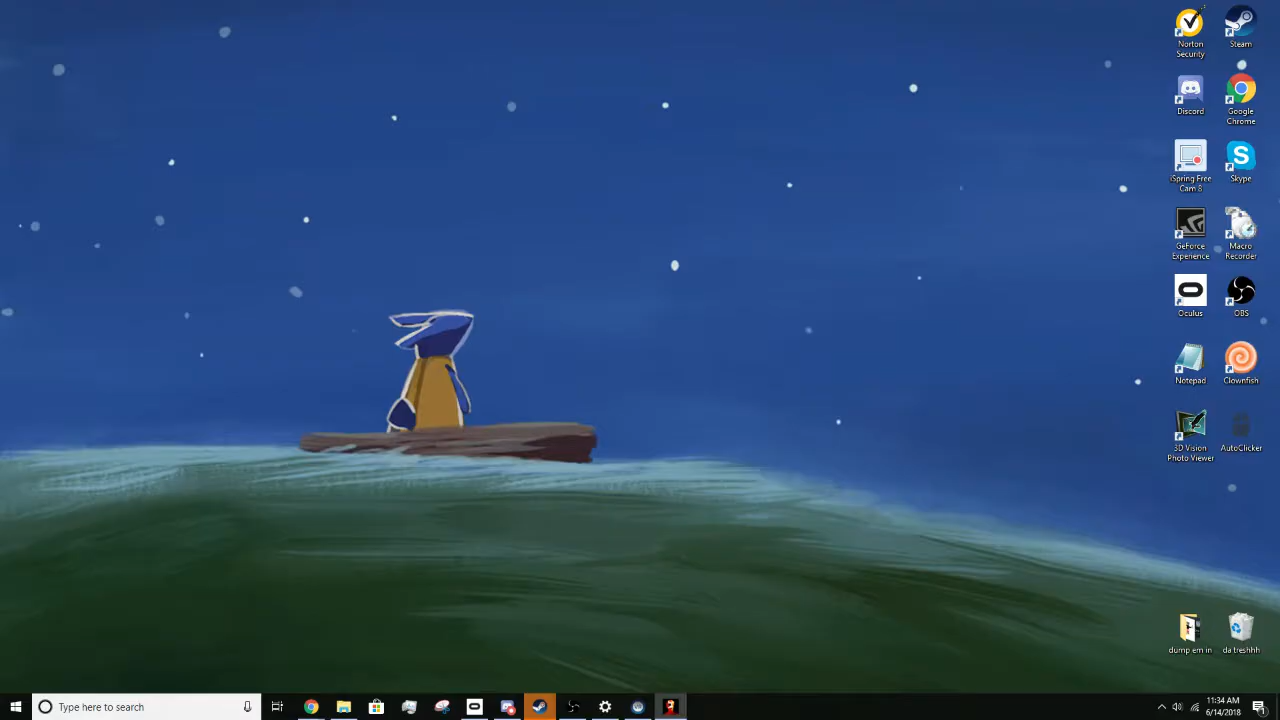 Norton
Security
Steam
Discord
Google
Chrome
iSpring Free
Cam 8
Skype
GeForce
Experience
Macro
Recorder
Oculus
OBS
Notepad
Clownfish
3D Vision
Photo Viewer
AutoClicker
dump em in
da treshhh
Type here to search
11:34 AM
6/14/2018
1